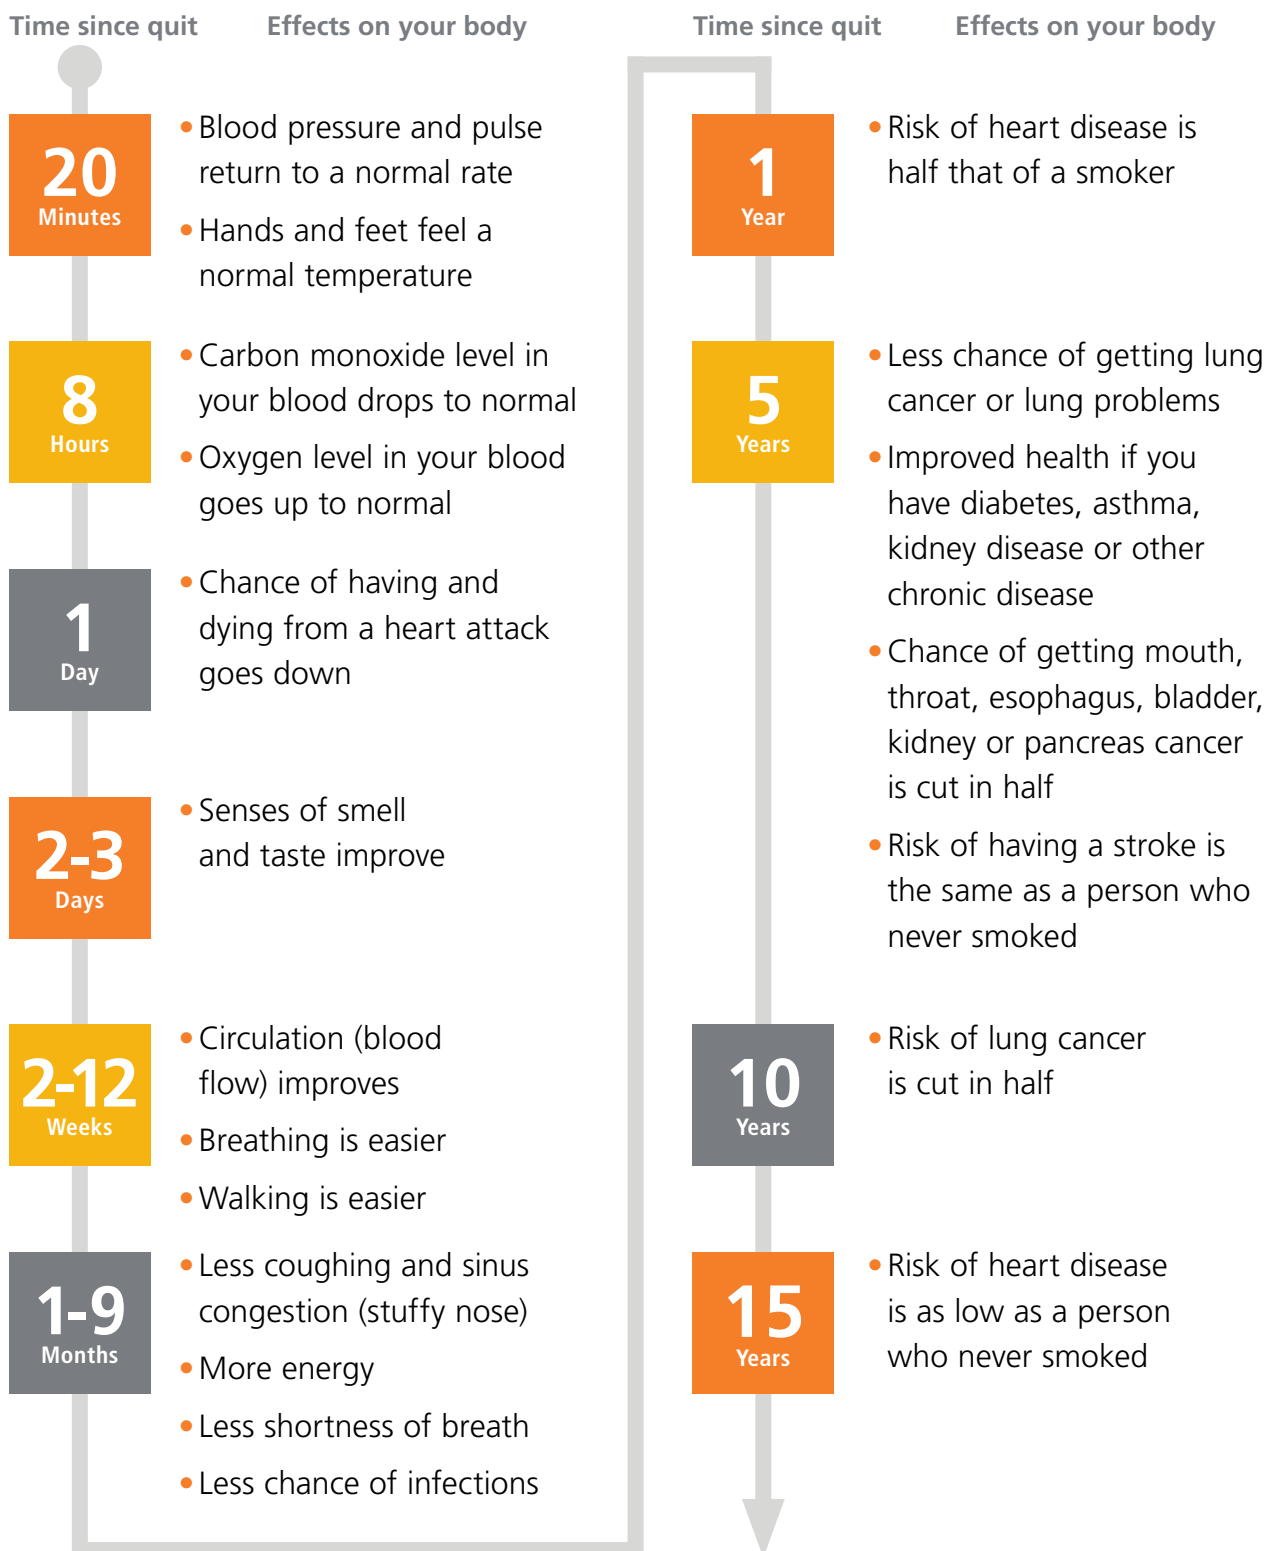 Time since quit
Effects on your body
20
Minutes
• Blood pressure and pulse
return to a normal rate
• Hands and feet feel a
normal temperature
8
Hours
• Carbon monoxide level in
your blood drops to normal
• Oxygen level in your blood
goes up to normal
1
Day
• Chance of having and
dying from a heart attack
goes down
2-3
Days
• Senses of smell
and taste improve
2-12
Weeks
• Circulation (blood
flow) improves
• Breathing is easier
• Walking is easier
1-9
Months
• Less coughing and sinus
congestion (stuffy nose)
• More energy
• Less shortness of breath
• Less chance of infections
Time since quit
Effects on your body
1
Year
• Risk of heart disease is
half that of a smoker
5
Years
• Less chance of getting lung
cancer or lung problems
• Improved health if you
have diabetes, asthma,
kidney disease or other
chronic disease
• Chance of getting mouth,
throat, esophagus, bladder,
kidney or pancreas cancer
is cut in half
• Risk of having a stroke is
the same as a person who
never smoked
10
Years
• Risk of lung cancer
is cut in half
15
Years
• Risk of heart disease
is as low as a person
who never smoked